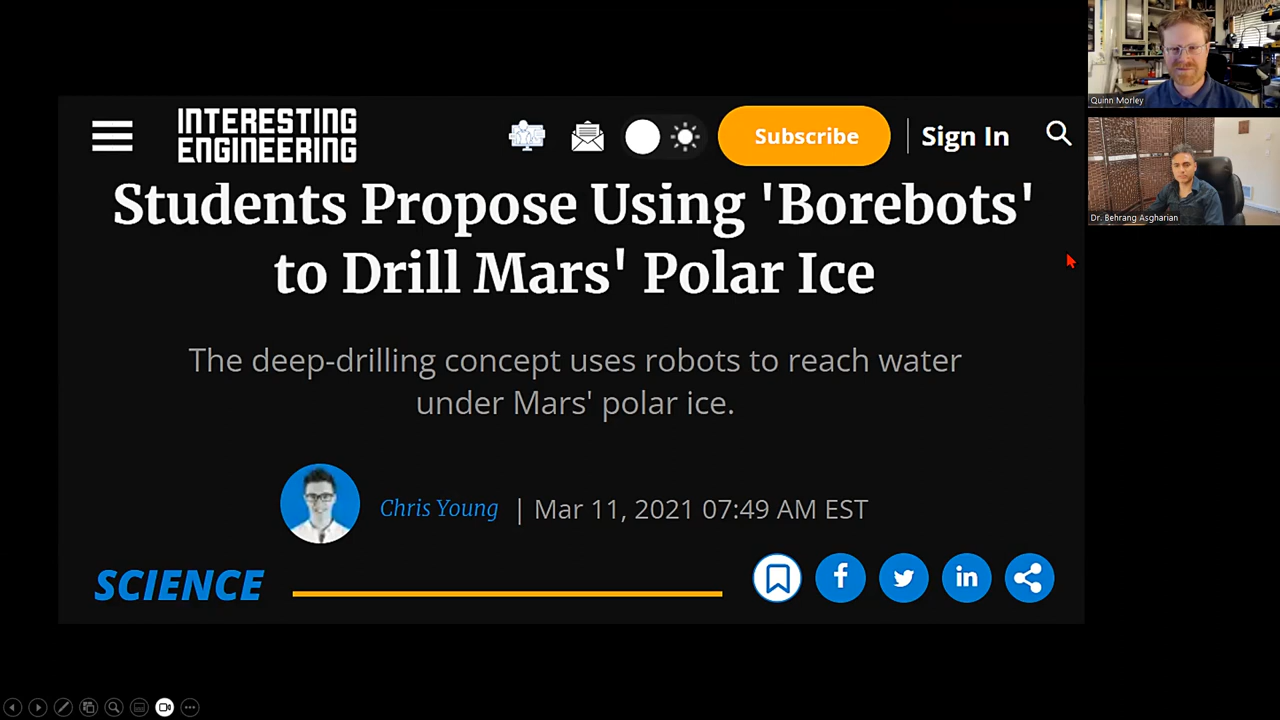 INTERESTING
ENGINEERING
Subscribe
Sign In
Students Propose Using 'Borebots'
to Drill Mars' Polar Ice
The deep-drilling concept uses robots to reach water
under Mars' polar ice.
Chris Young | Mar 11, 2021 07:49 AM EST
SCIENCE
Quinn Morley
Dr. Behrang Asgharian